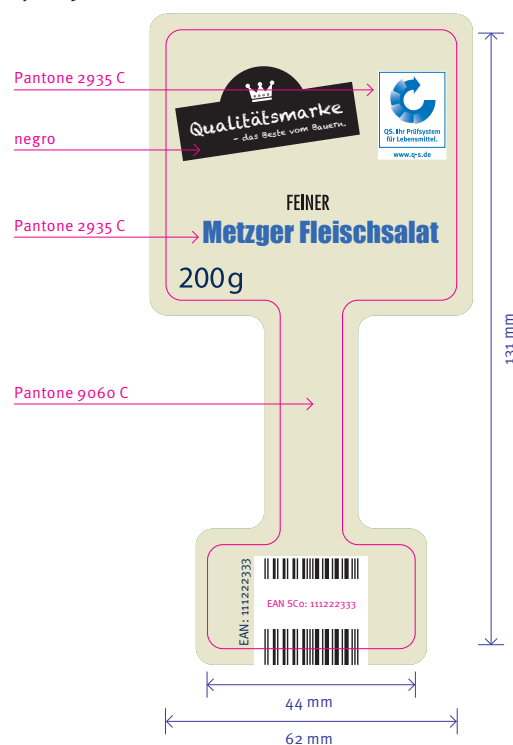 Pantone 2935 C
negro
Pantone 2935 C
Pantone 9060 C
Qualitätsmarke
- das Beste vom Bauern.
QS. Ihr Prüfsystem
für Lebensmittel.
www.q-s.de
FEINER
Metzger Fleischsalat
200g
131 mm
EAN: 111222333
EAN SC0: 111222333
44 mm
62 mm